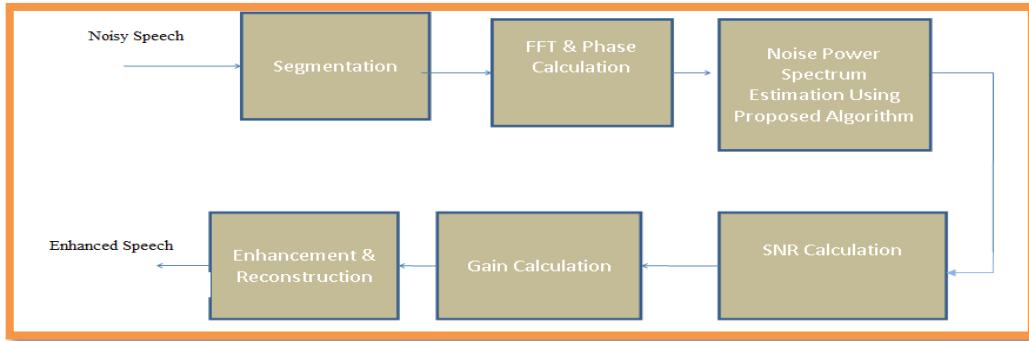 Noisy Speech
Segmentation
FFT & Phase
Calculation
Noise Power
Spectrum
Estimation Using
Proposed Algorithm
Enhanced Speech
Enhancement &
Reconstruction
Gain Calculation
SNR Calculation